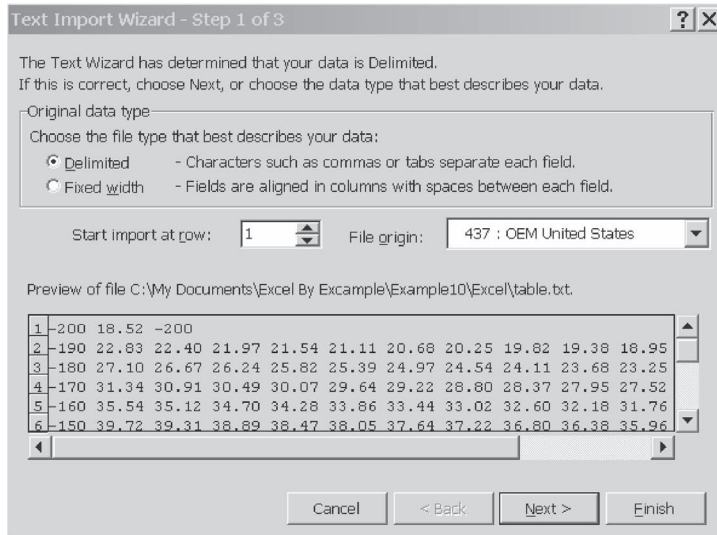 Text Import Wizard - Step 1 of 3
The Text Wizard has determined that your data is Delimited.
If this is correct, choose Next, or choose the data type that best describes your data.
Original data type
Choose the file type that best describes your data:
Delimited - Characters such as commas or tabs separate each field.
Fixed width - Fields are aligned in columns with spaces between each field.
Start import at row: 1 File origin: 437 : OEM United States
Preview of file C:\My Documents\Excel By Excample\Example10\Excel\table.txt.
1 -200 18.52 -200
2 -190 22.83 22.40 21.97 21.54 21.11 20.68 20.25 19.82 19.38 18.95
3 -180 27.10 26.67 26.24 25.82 25.39 24.97 24.54 24.11 23.68 23.25
4 -170 31.34 30.91 30.49 30.07 29.64 29.22 28.80 28.37 27.95 27.52
5 -160 35.54 35.12 34.70 34.28 33.86 33.44 33.02 32.60 32.18 31.76
6 -150 39.72 39.31 38.89 38.47 38.05 37.64 37.22 36.80 36.38 35.96
Cancel < Back Next > Finish